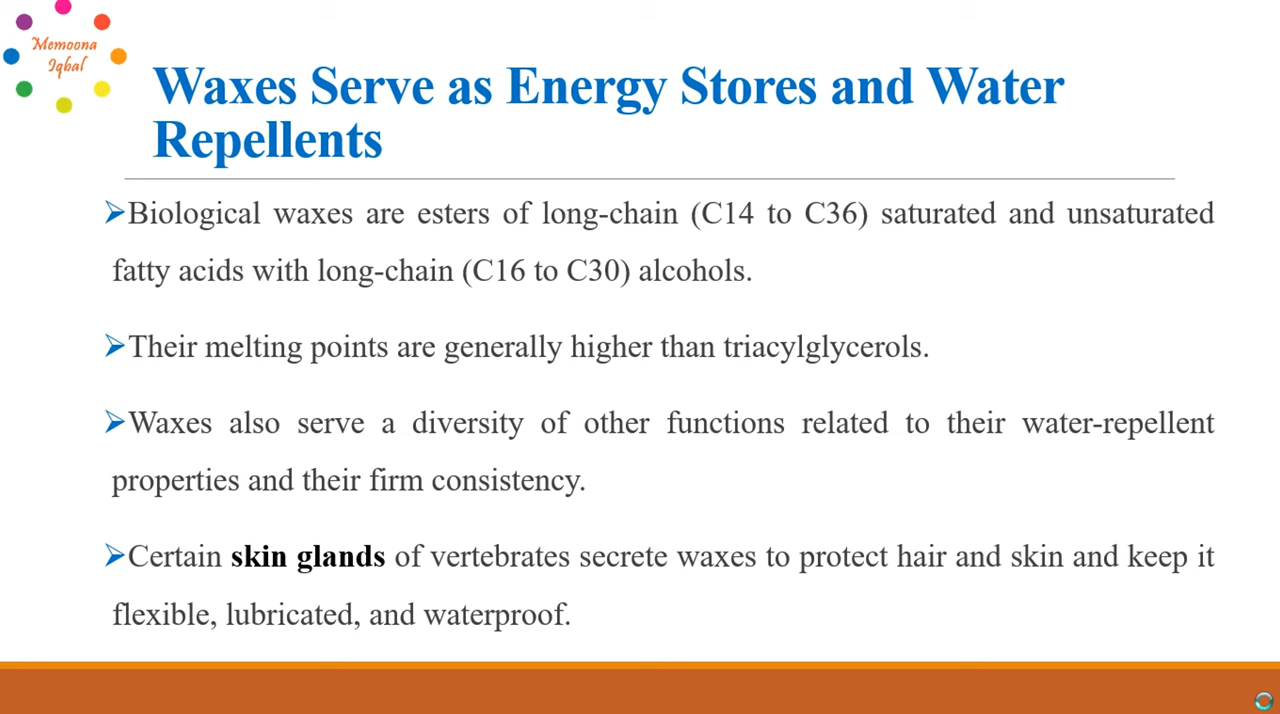 Memoona
Iqbal
Waxes Serve as Energy Stores and Water
Repellents
Biological waxes are esters of long-chain (C14 to C36) saturated and unsaturated
fatty acids with long-chain (C16 to C30) alcohols.
Their melting points are generally higher than triacylglycerols.
Waxes also serve a diversity of other functions related to their water-repellent
properties and their firm consistency.
Certain skin glands of vertebrates secrete waxes to protect hair and skin and keep it
flexible, lubricated, and waterproof.